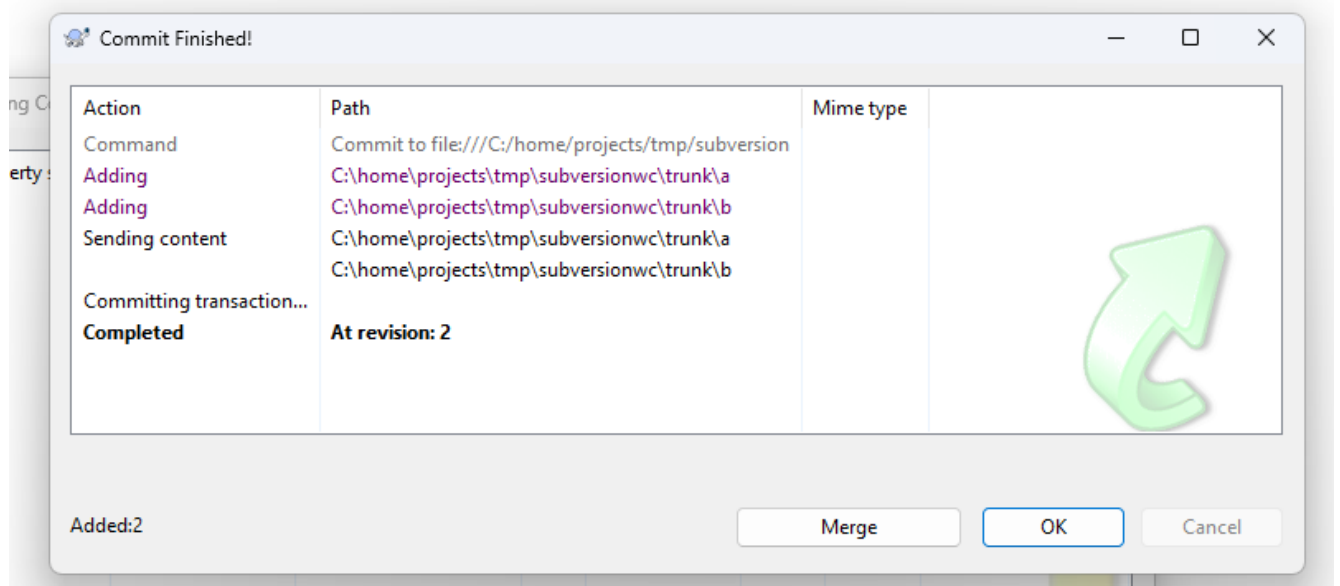 Commit Finished!
ng C
erty s
Action Path Mime type
Command Commit to file:///C:/home/projects/tmp/subversion
Adding C:\home\projects\tmp\subversionwc\trunk\a
Adding C:\home\projects\tmp\subversionwc\trunk\b
Sending content C:\home\projects\tmp\subversionwc\trunk\a
C:\home\projects\tmp\subversionwc\trunk\b
Committing transaction...
Completed At revision: 2
Added:2 Merge OK Cancel